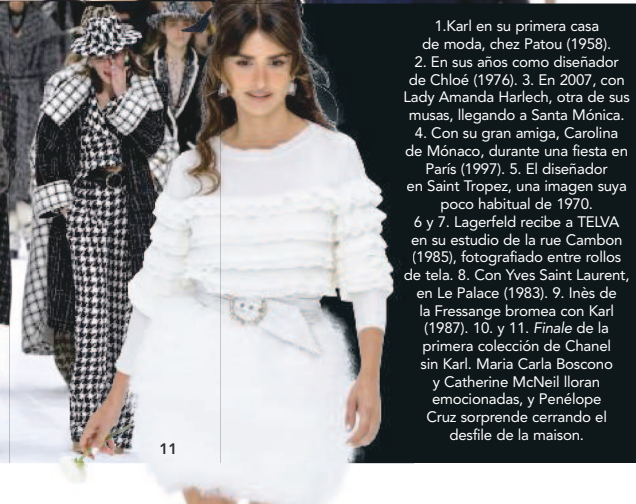 1.Karl en su primera casa
de moda, chez Patou (1958).
2. En sus años como diseñador
de Chloé (1976). 3. En 2007, con
Lady Amanda Harlech, otra de sus
musas, llegando a Santa Mónica.
4. Con su gran amiga, Carolina
de Mónaco, durante una fiesta en
París (1997). 5. El diseñador
en Saint Tropez, una imagen suya
poco habitual de 1970.
6 y 7. Lagerfeld recibe a TELVA
en su estudio de la rue Cambon
(1985), fotografiado entre rollos
de tela. 8. Con Yves Saint Laurent,
en Le Palace (1983). 9. Inès de
la Fressange bromea con Karl
(1987). 10. y 11. Finale de la
primera colección de Chanel
sin Karl. Maria Carla Boscono
y Catherine McNeil lloran
emocionadas, y Penélope
Cruz sorprende cerrando el
desfile de la maison.
11